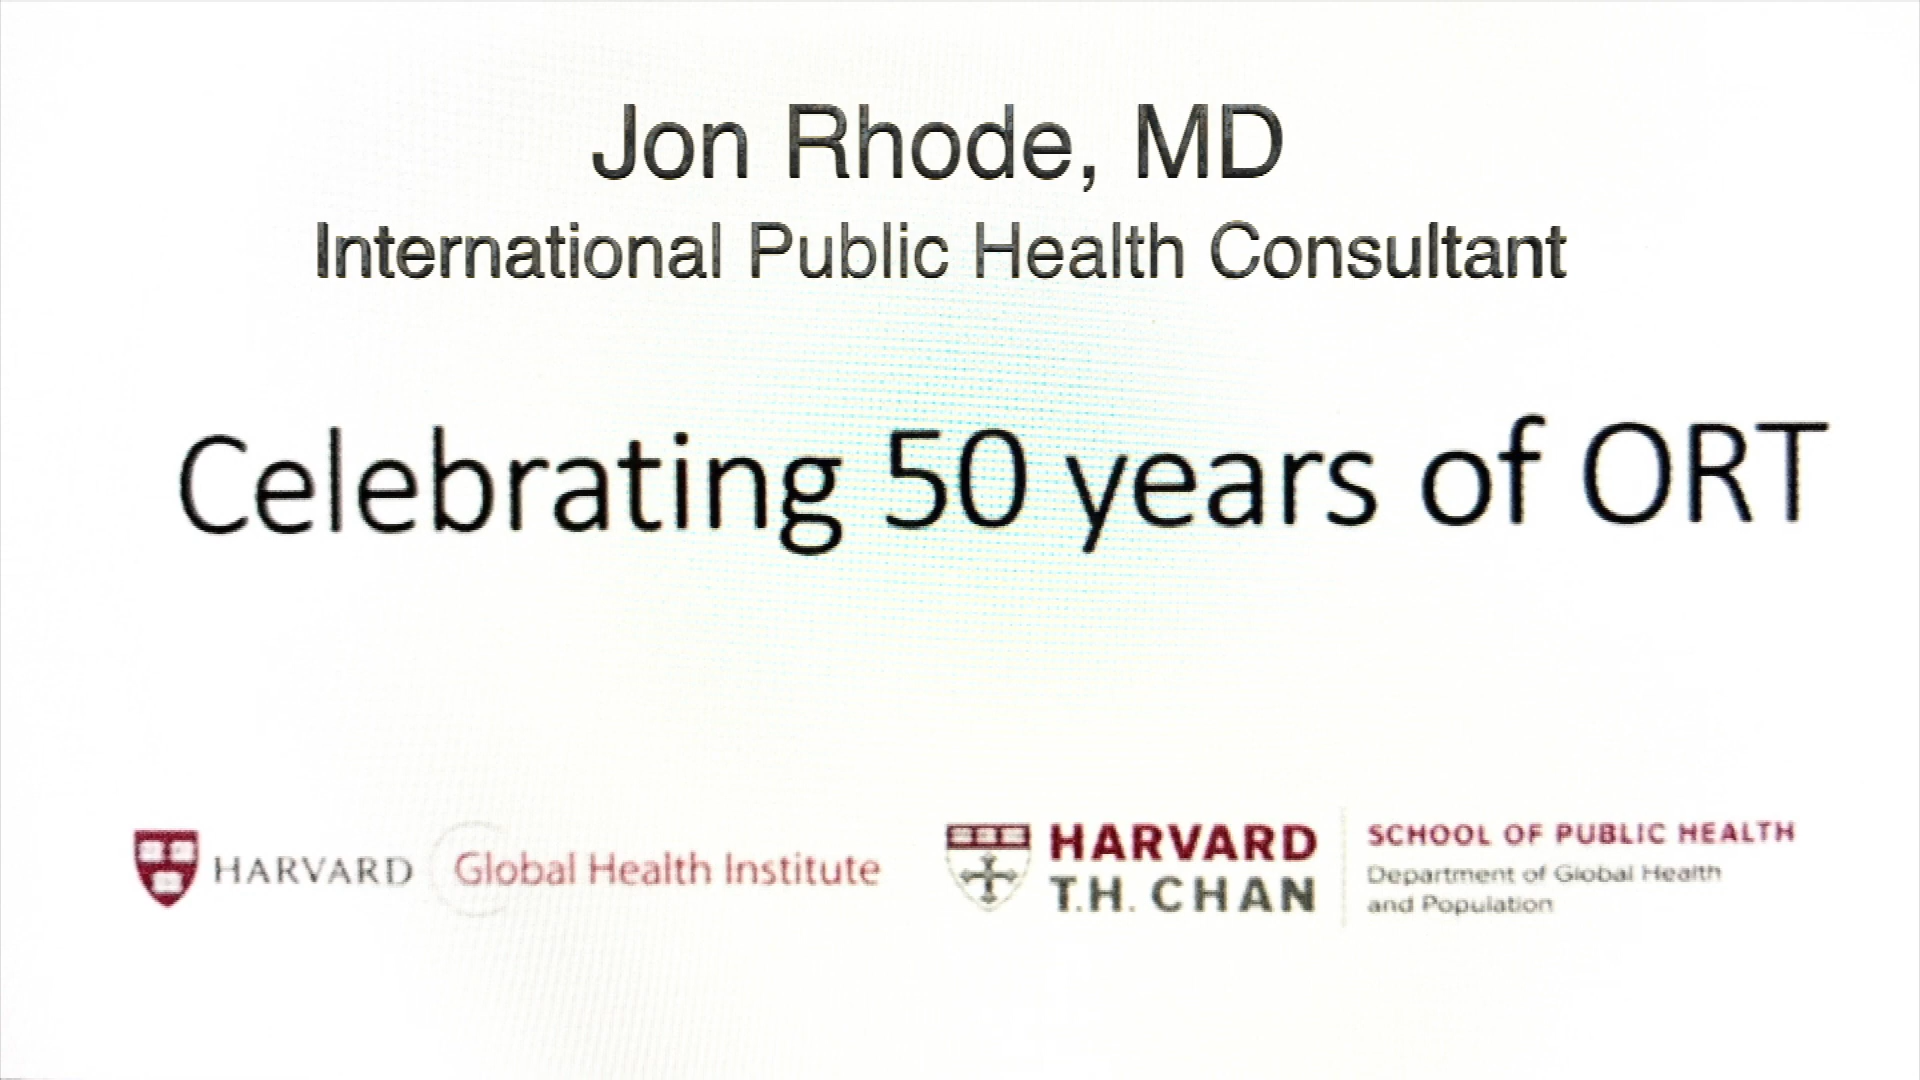 Jon Rhode, MD
International Public Health Consultant
Celebrating 50 years of ORT
HARVARD Global Health Institute
HARVARD T.H. CHAN
SCHOOL OF PUBLIC HEALTH
Department of Global Health
and Population